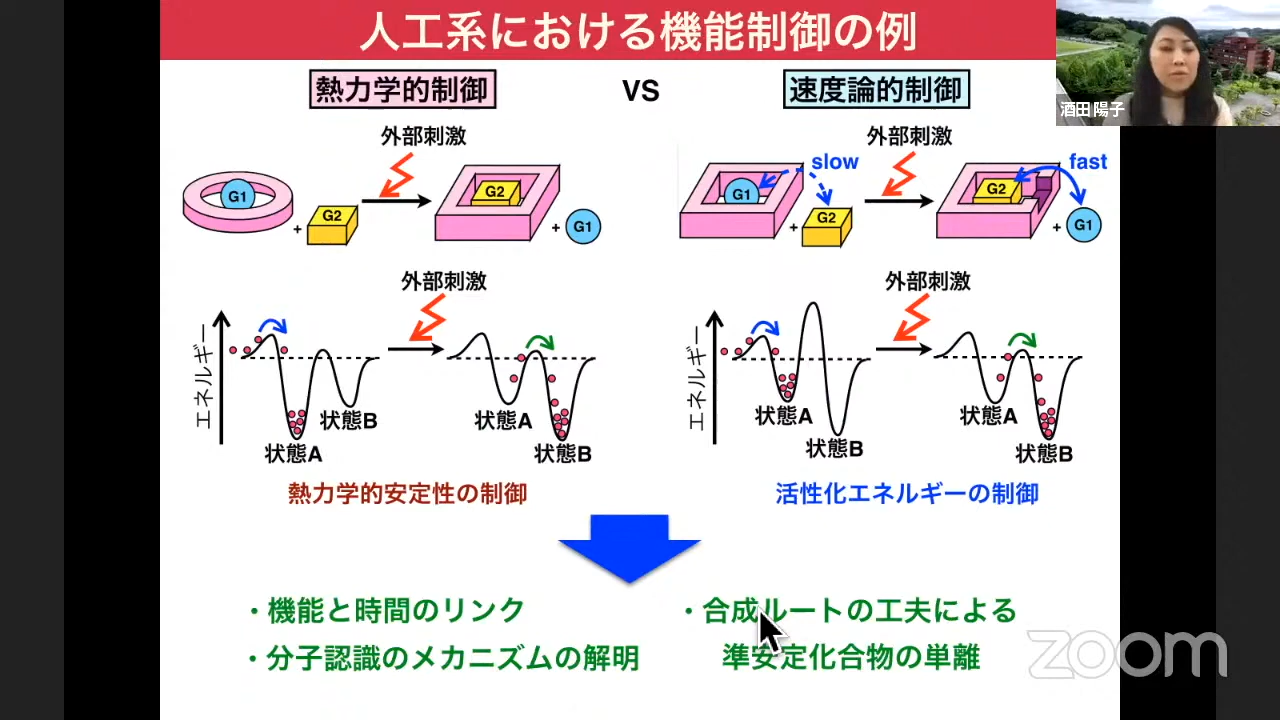 人工系における機能制御の例
酒田 陽子
熱力学的制御
VS
速度論的制御
外部刺激
G1
+
G2
G2
+
G1
外部刺激
slow
fast
G1
+
G2
G2
+
G1
外部刺激
エネルギー
状態A
状態B
状態A
状態B
外部刺激
エネルギー
状態A
状態B
状態A
状態B
熱力学的安定性の制御
活性化エネルギーの制御
・機能と時間のリンク
・分子認識のメカニズムの解明
・合成ルートの工夫による
準安定化合物の単離
zoom